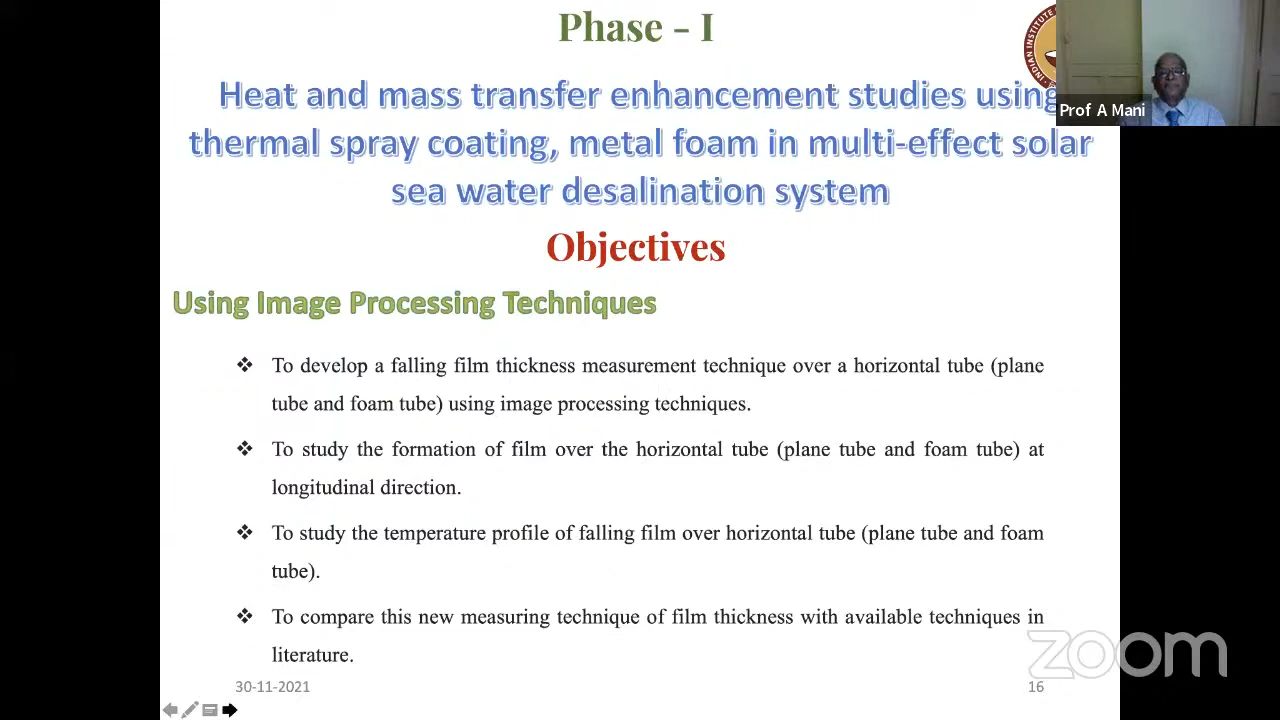 Phase - I
Heat and mass transfer enhancement studies using
thermal spray coating, metal foam in multi-effect solar
sea water desalination system
Objectives
Using Image Processing Techniques
❖ To develop a falling film thickness measurement technique over a horizontal tube (plane
tube and foam tube) using image processing techniques.
❖ To study the formation of film over the horizontal tube (plane tube and foam tube) at
longitudinal direction.
❖ To study the temperature profile of falling film over horizontal tube (plane tube and foam
tube).
❖ To compare this new measuring technique of film thickness with available techniques in
literature.
30-11-2021
16
INDIAN INSTITUTE
Prof A Mani
zoom